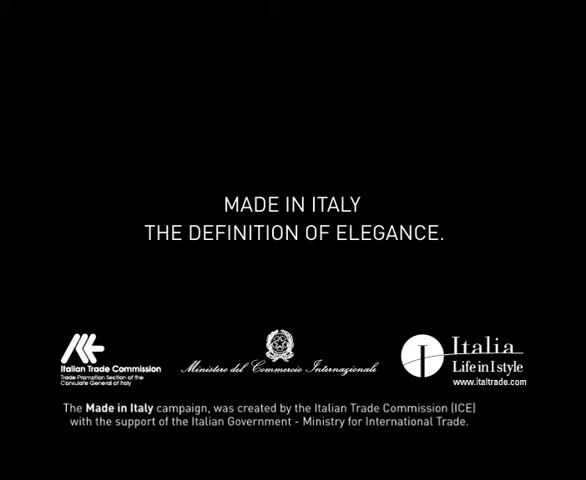 MADE IN ITALY
THE DEFINITION OF ELEGANCE.
Italian Trade Commission
Trade Promotion Section of the
Consulate General of Italy
Ministero del Commercio Internazionale
Italia
Life in I style
www.italtrade.com
The Made in Italy campaign, was created by the Italian Trade Commission (ICE)
with the support of the Italian Government - Ministry for International Trade.